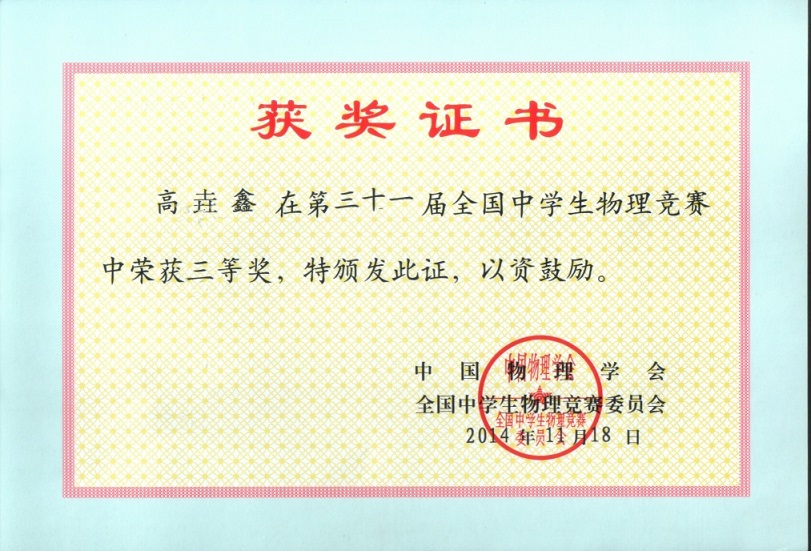 获奖证书
高垚鑫 在第三十一届全国中学生物理竞赛
中荣获三等奖，特颁发此证，以资鼓励。
中国物理学会
全国中学生物理竞赛委员会
2014年11月18日
中国物理学会
全国中学生物理竞赛
委员会